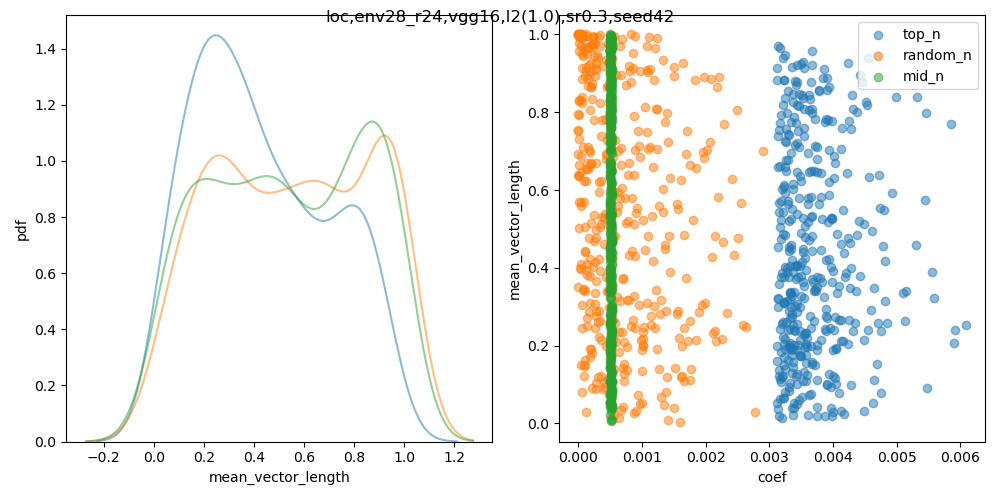 loc,env28_r24,vgg16,l2(1.0),sr0.3,seed42
pdf
1.4
1.2
1.0
0.8
0.6
0.4
0.2
0.0
−0.2 0.0 0.2 0.4 0.6 0.8 1.0 1.2
mean_vector_length
mean_vector_length
1.0
0.8
0.6
0.4
0.2
0.0
top_n
random_n
mid_n
0.000 0.001 0.002 0.003 0.004 0.005 0.006
coef